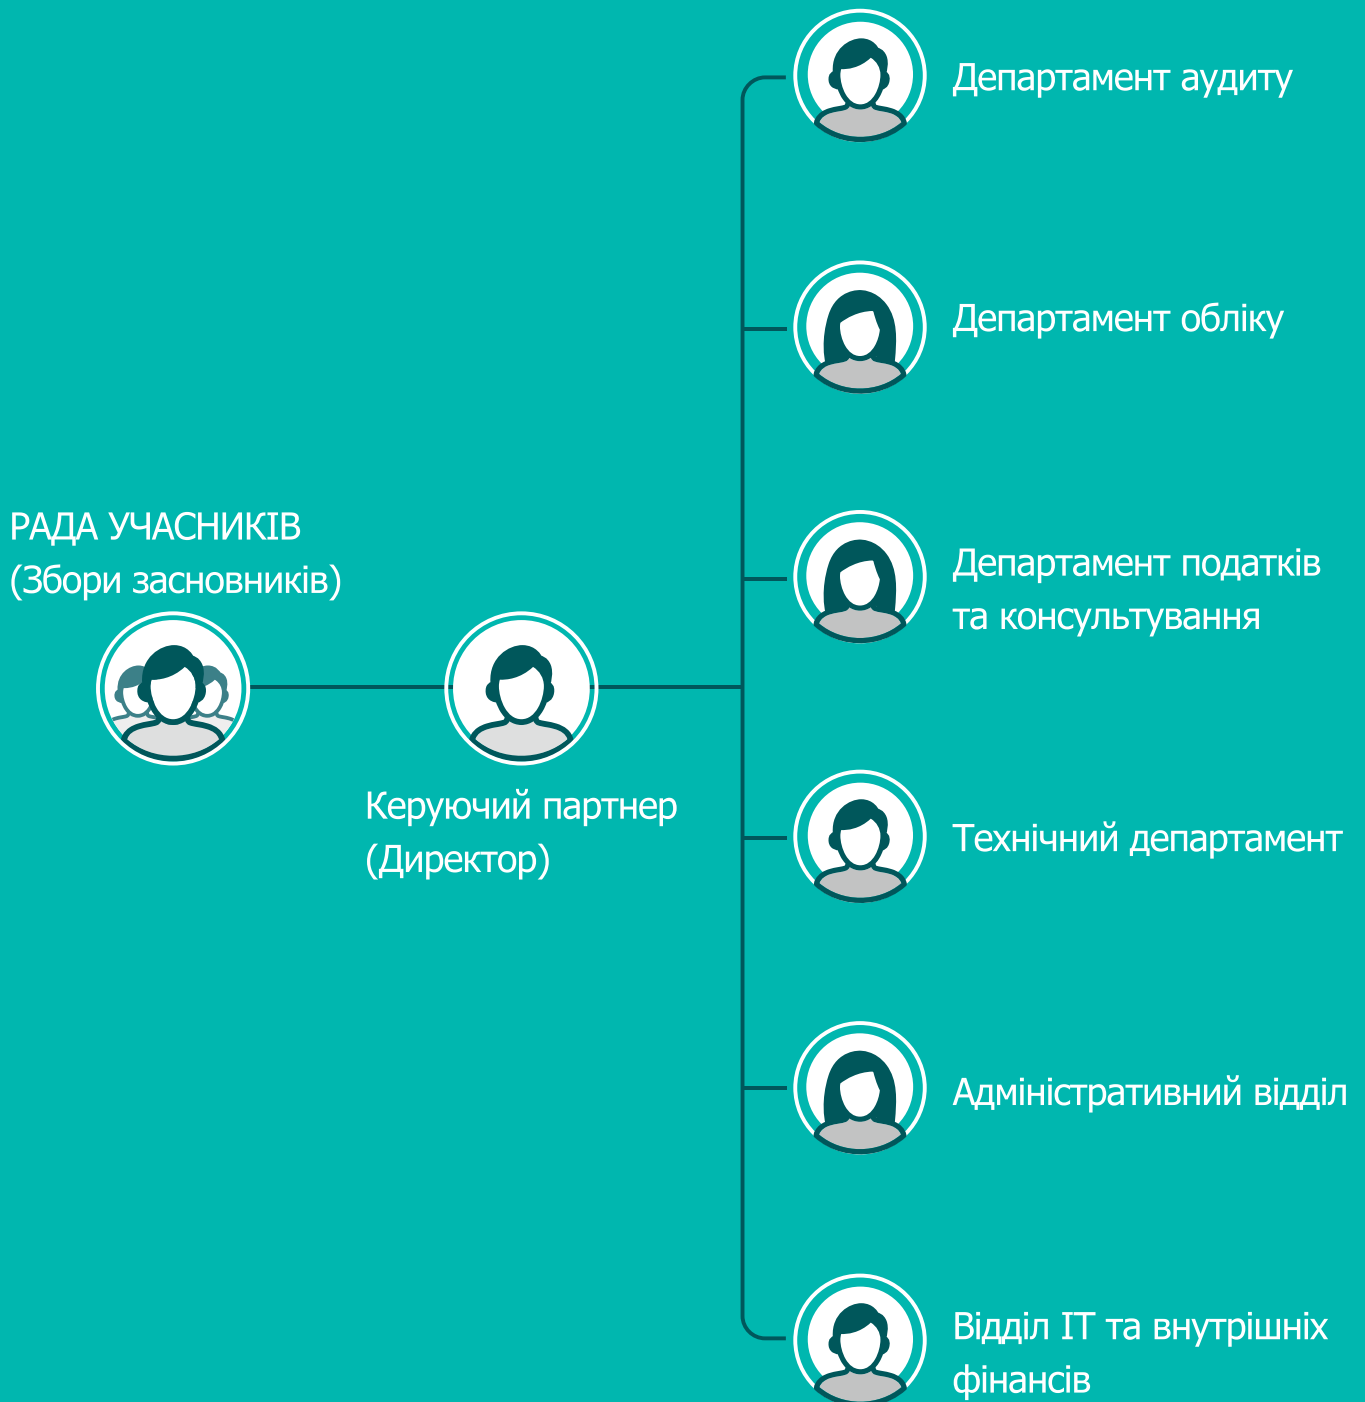 РАДА УЧАСНИКІВ
(Збори засновників)
Керуючий партнер
(Директор)
Департамент аудиту
Департамент обліку
Департамент податків
та консультування
Технічний департамент
Адміністративний відділ
Відділ ІТ та внутрішніх
фінансів